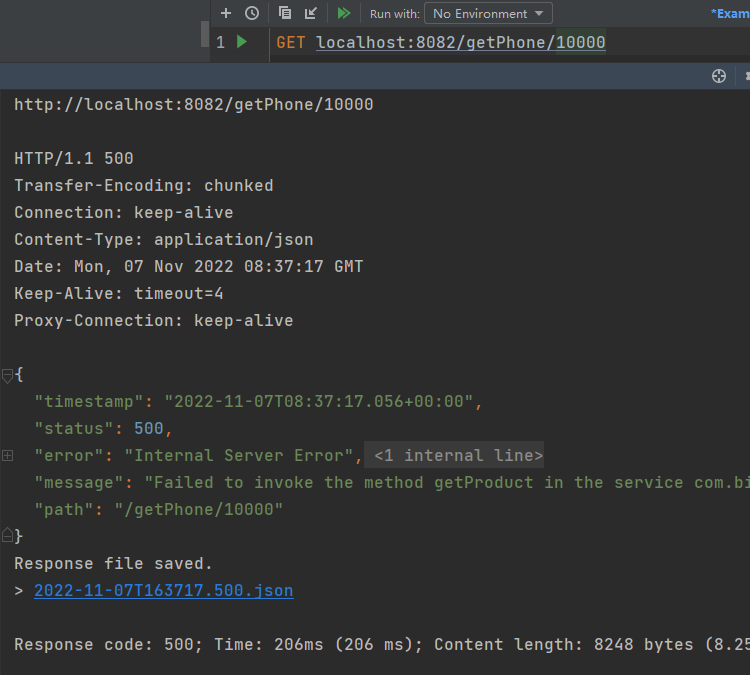 Run with: No Environment *Exam
1 GET localhost:8082/getPhone/10000
http://localhost:8082/getPhone/10000
HTTP/1.1 500
Transfer-Encoding: chunked
Connection: keep-alive
Content-Type: application/json
Date: Mon, 07 Nov 2022 08:37:17 GMT
Keep-Alive: timeout=4
Proxy-Connection: keep-alive
{
"timestamp": "2022-11-07T08:37:17.056+00:00",
"status": 500,
"error": "Internal Server Error", <1 internal line>
"message": "Failed to invoke the method getProduct in the service com.bi
"path": "/getPhone/10000"
}
Response file saved.
> 2022-11-07T163717.500.json
Response code: 500; Time: 206ms (206 ms); Content length: 8248 bytes (8.25